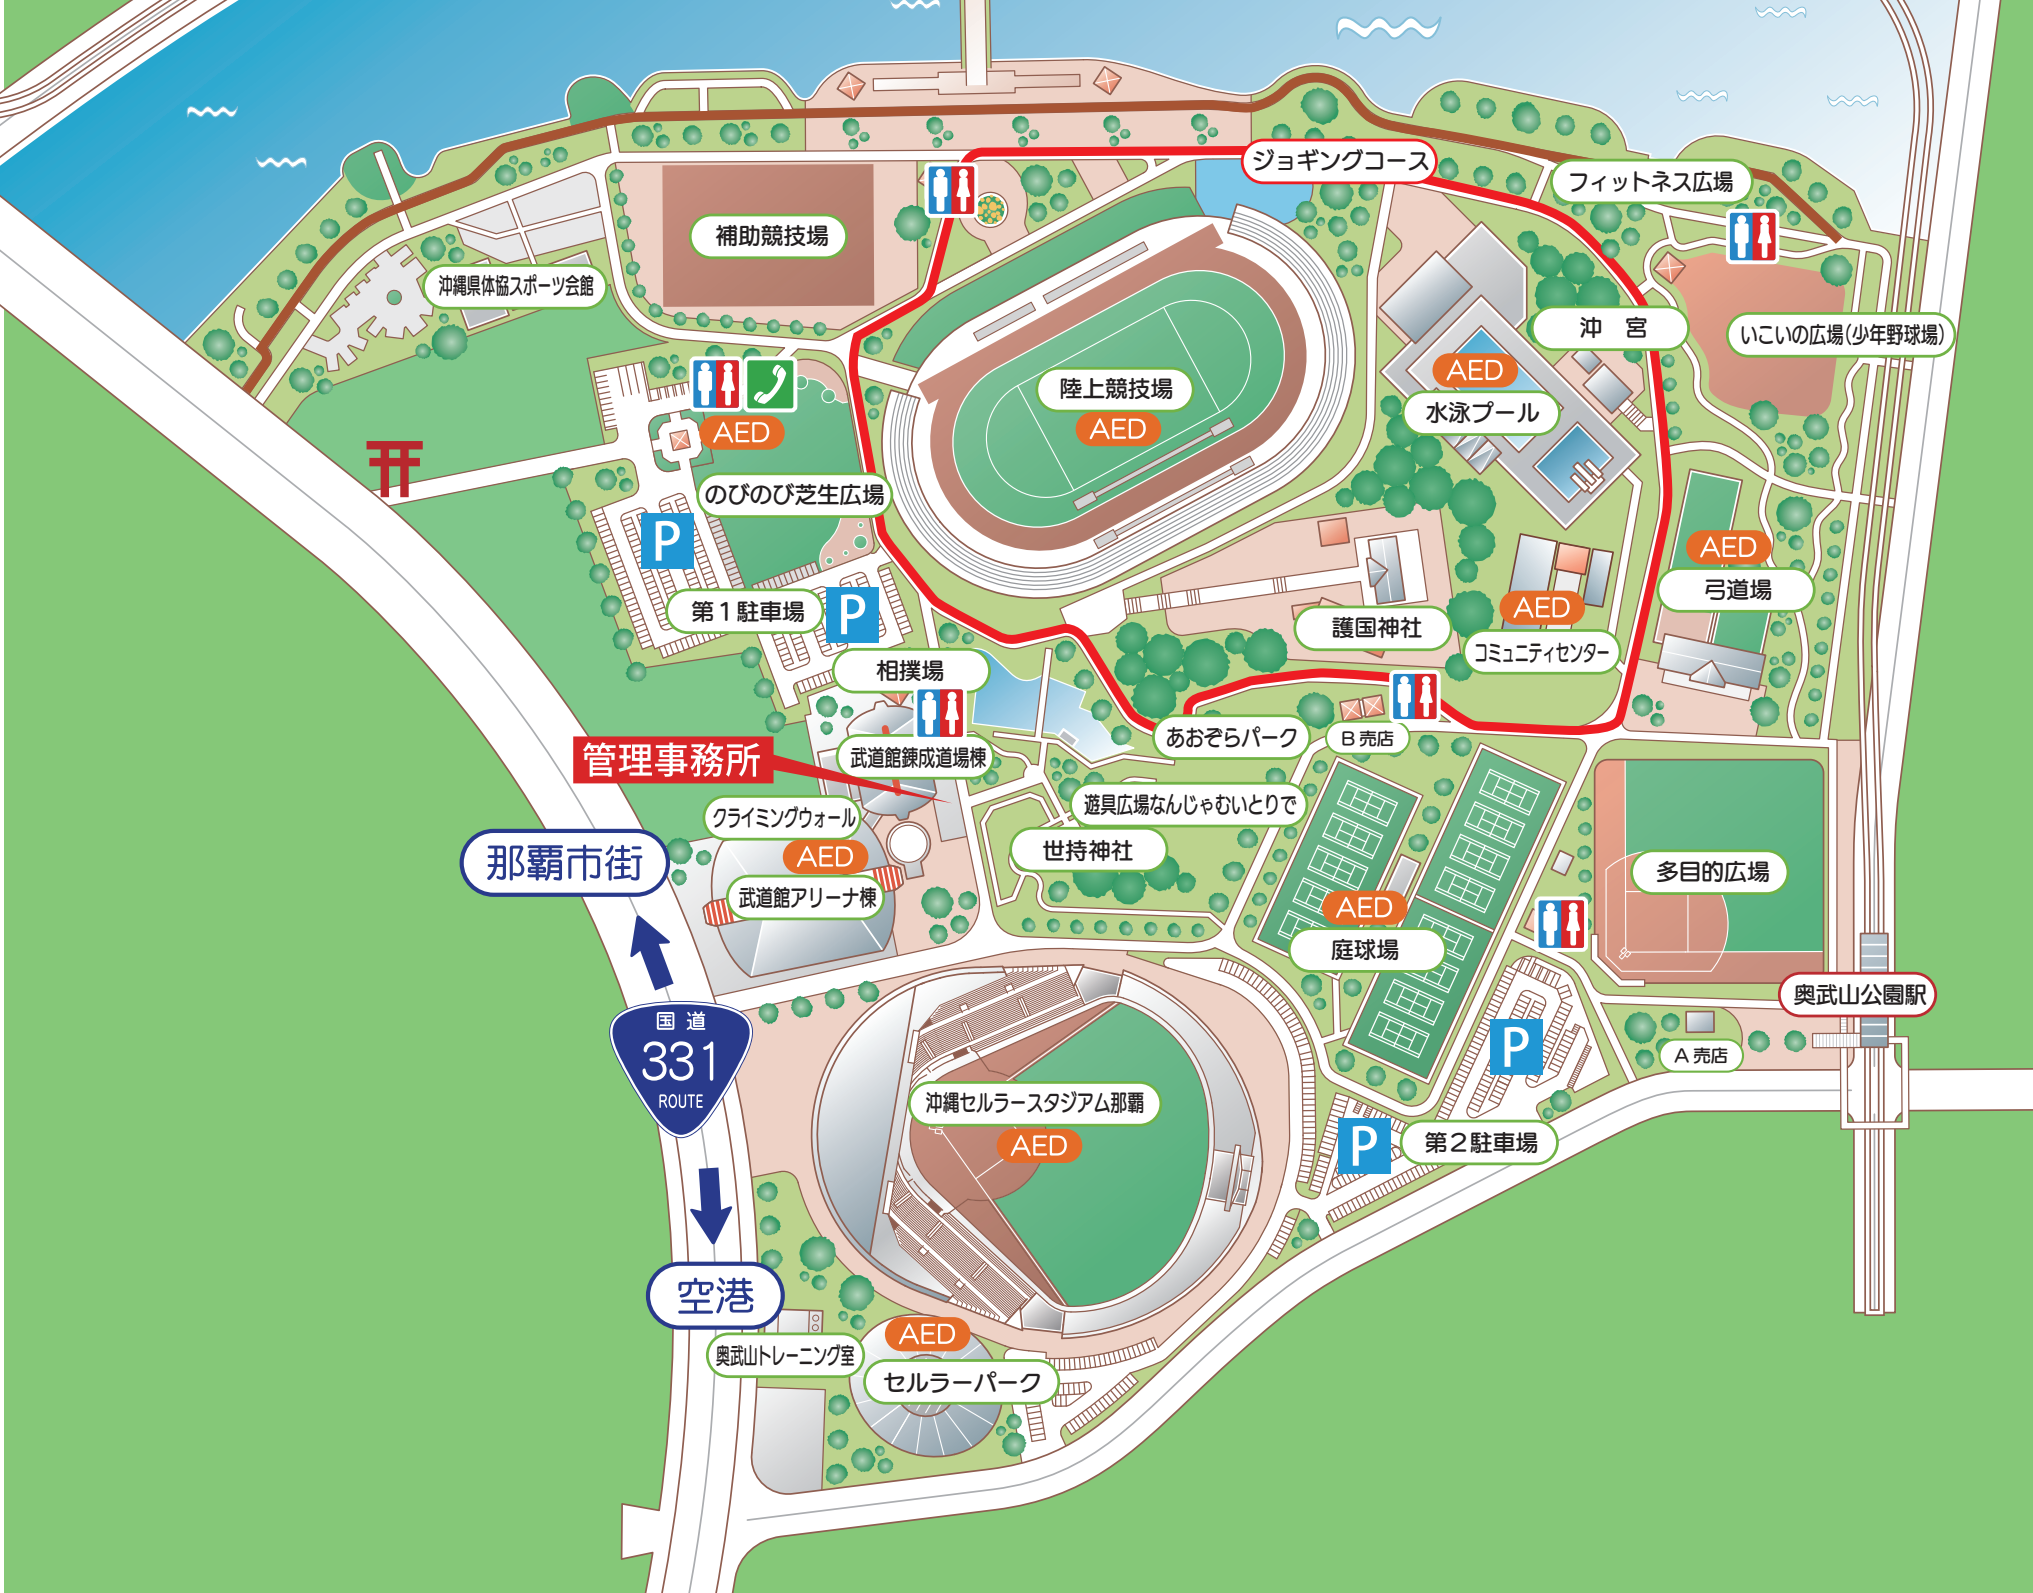 ジョギングコース
フィットネス広場
補助競技場
沖縄県体協スポーツ会館
沖 宮
いこいの広場(少年野球場)
AED
水泳プール
陸上競技場
AED
AED
のびのび芝生広場
P
第1駐車場
P
AED
弓道場
AED
護国神社
コミュニティセンター
相撲場
あおぞらパーク
B 売店
武道館錬成道場棟
管理事務所
遊具広場なんじゃむいとりで
クライミングウォール
AED
世持神社
那覇市街
武道館アリーナ棟
多目的広場
AED
庭球場
奥武山公園駅
国 道
331
ROUTE
P
A 売店
沖縄セルラースタジアム那覇
AED
P
第2駐車場
空港
AED
奥武山トレーニング室
セルラーパーク